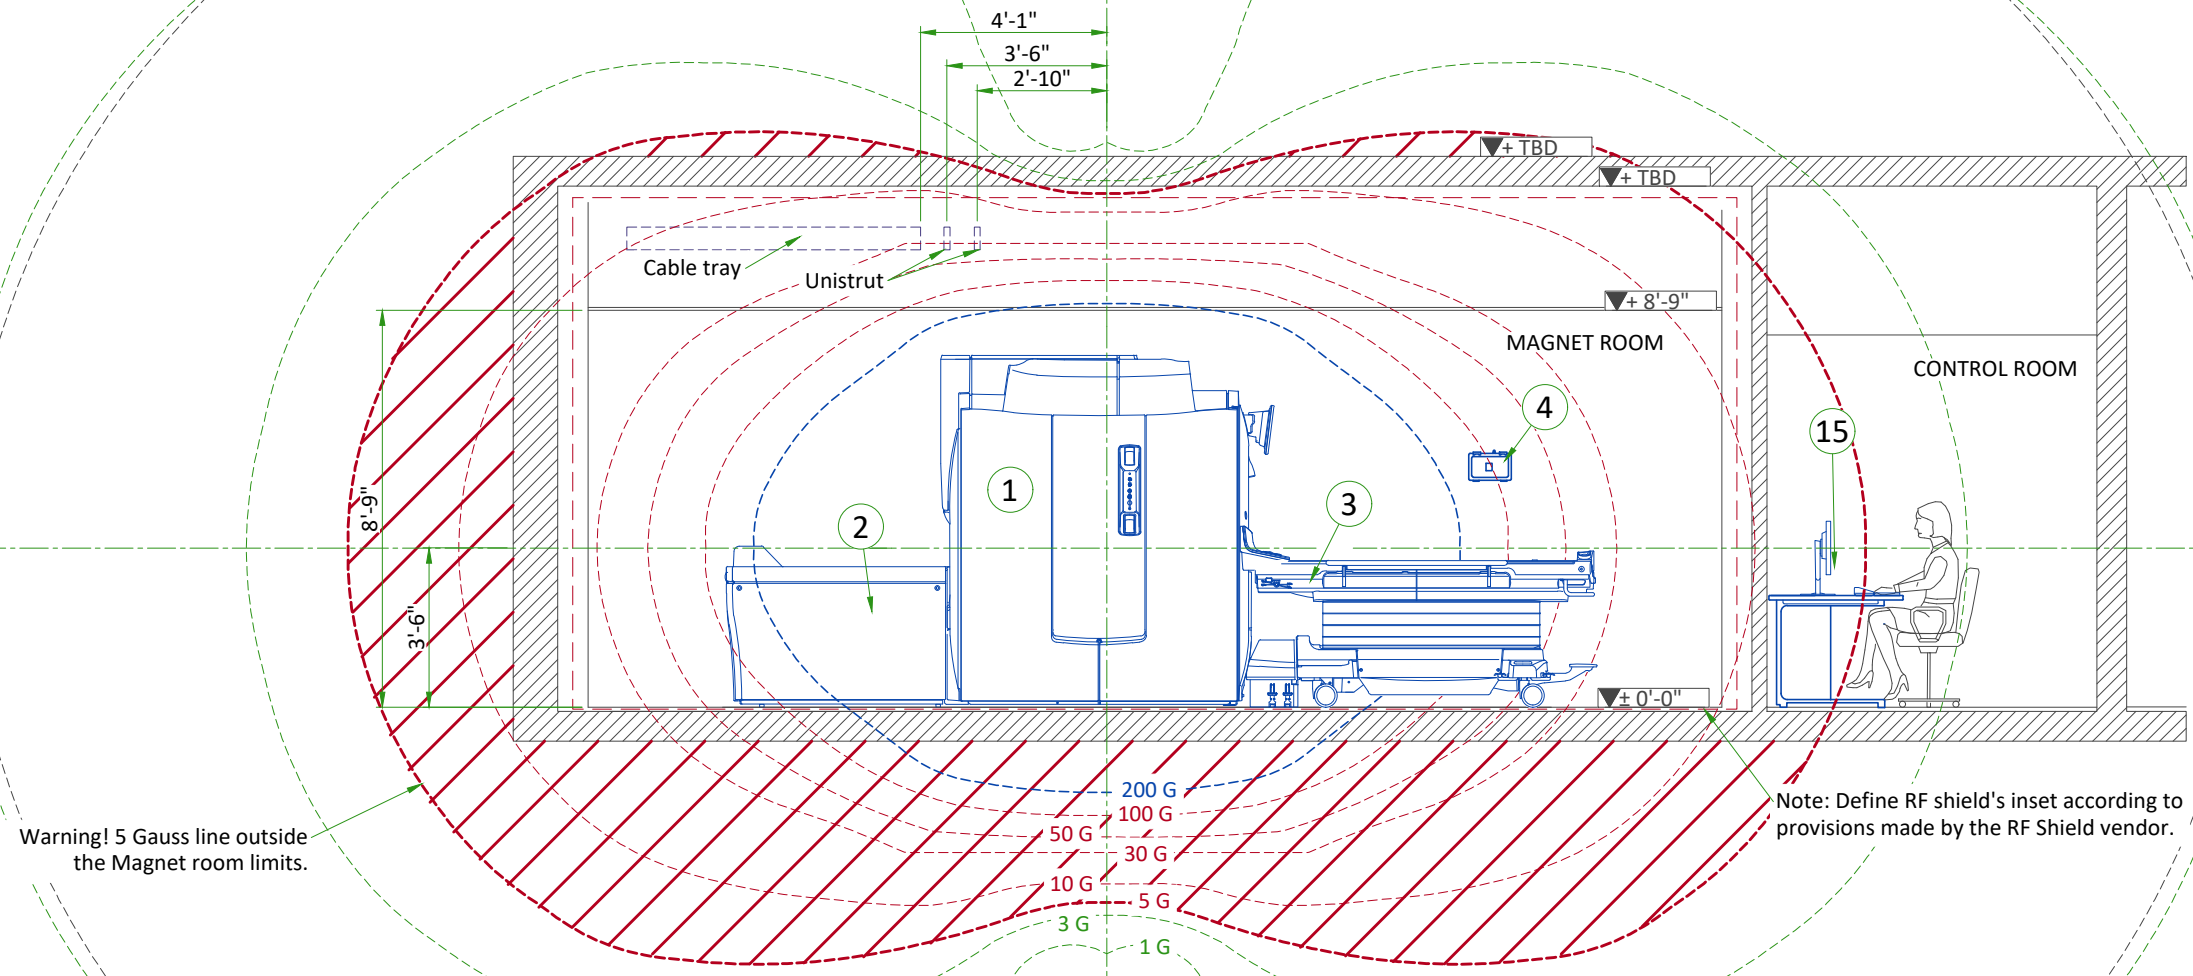 4'-1"
3'-6"
2'-10"
+ TBD
+ TBD
Cable tray
Unistrut
+ 8'-9"
MAGNET ROOM
CONTROL ROOM
4
15
1
3
2
8'-9"
3'-6"
± 0'-0"
200 G
100 G
50 G
30 G
10 G
5 G
3 G
1 G
Warning! 5 Gauss line outside
the Magnet room limits.
Note: Define RF shield's inset according to
provisions made by the RF Shield vendor.